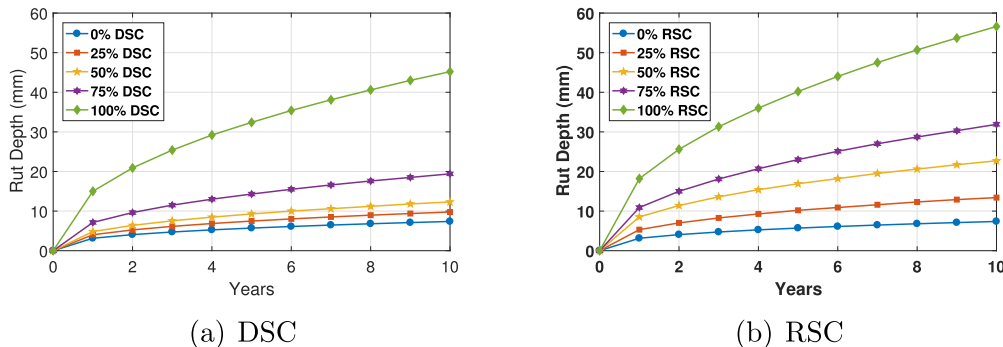 60
50
40
30
20
10
0
Rut Depth (mm)
0% DSC
25% DSC
50% DSC
75% DSC
100% DSC
0 2 4 6 8 10
Years
(a) DSC
60
50
40
30
20
10
0
Rut Depth (mm)
0% RSC
25% RSC
50% RSC
75% RSC
100% RSC
0 2 4 6 8 10
Years
(b) RSC